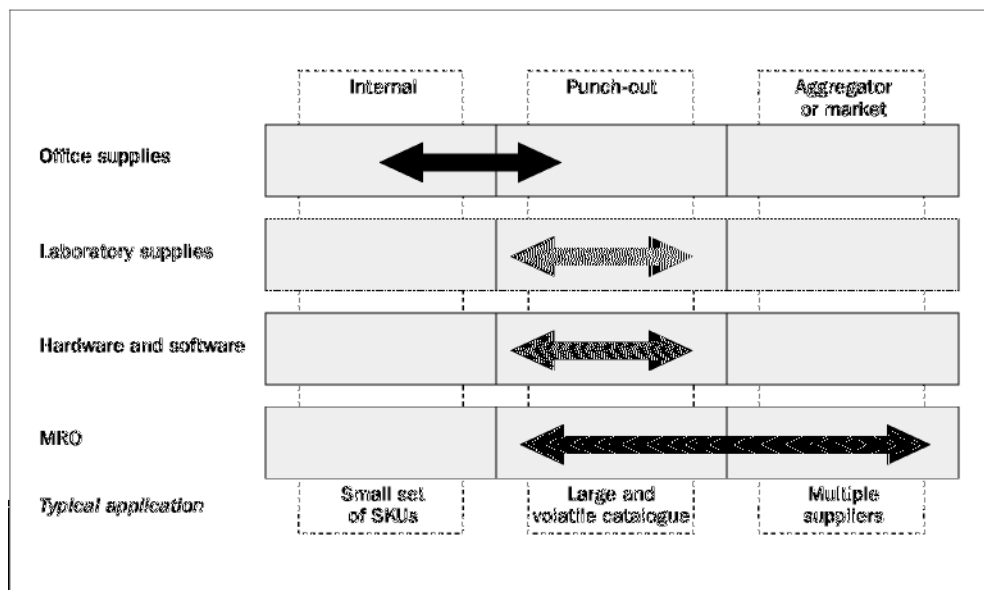 Internal
Punch-out
Aggregator
or market
Office supplies
Laboratory supplies
Hardware and software
MRO
Typical application
Small set
of SKUs
Large and
volatile catalogue
Multiple
suppliers